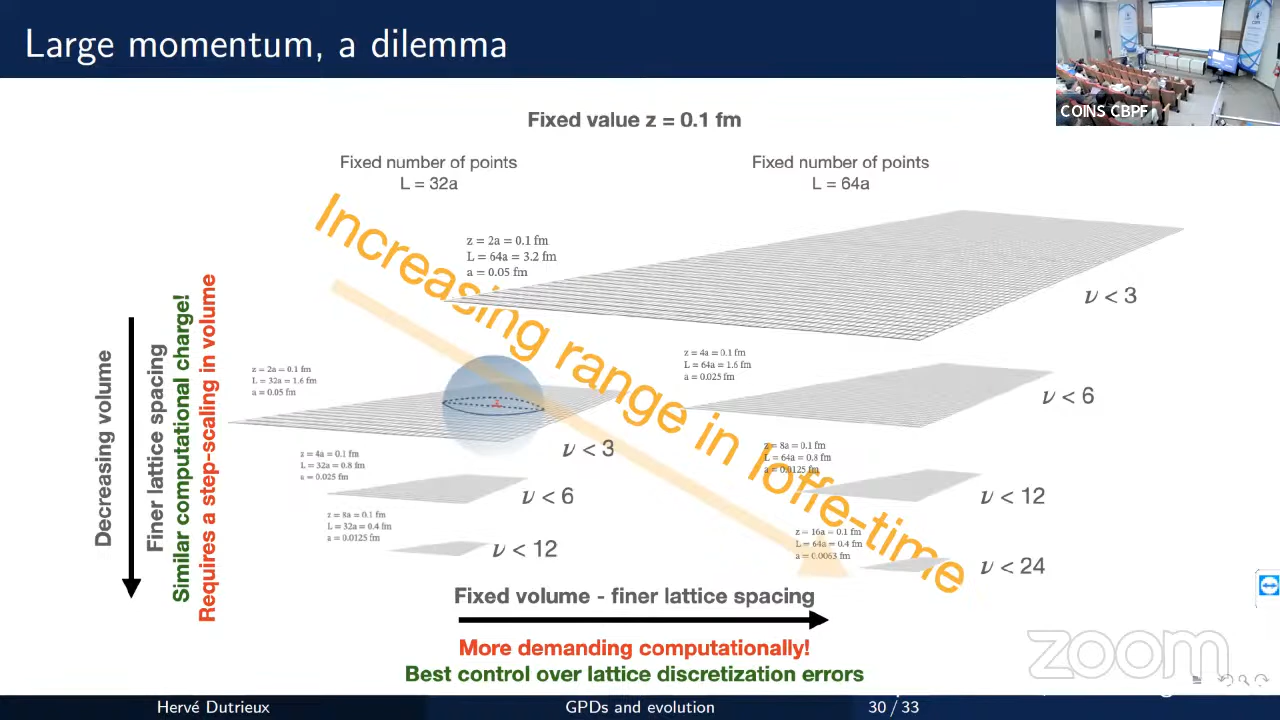 Large momentum, a dilemma
COINS CBPF
Fixed value z = 0.1 fm
Fixed number of points
L = 32a
Fixed number of points
L = 64a
Increasing range in Ioffe-time
z = 2a = 0.1 fm
L = 64a = 3.2 fm
a = 0.05 fm
ν < 3
z = 2a = 0.1 fm
L = 32a = 1.6 fm
a = 0.05 fm
ν < 3
z = 4a = 0.1 fm
L = 64a = 1.6 fm
a = 0.025 fm
ν < 6
z = 4a = 0.1 fm
L = 32a = 0.8 fm
a = 0.025 fm
ν < 6
z = 8a = 0.1 fm
L = 64a = 0.8 fm
a = 0.0125 fm
ν < 12
z = 8a = 0.1 fm
L = 32a = 0.4 fm
a = 0.0125 fm
ν < 12
z = 16a = 0.1 fm
L = 64a = 0.4 fm
a = 0.0063 fm
ν < 24
Decreasing volume
Finer lattice spacing
Similar computational charge!
Requires a step-scaling in volume
Fixed volume - finer lattice spacing
More demanding computationally!
Best control over lattice discretization errors
zoom
Hervé Dutrieux
GPDs and evolution
30 / 33